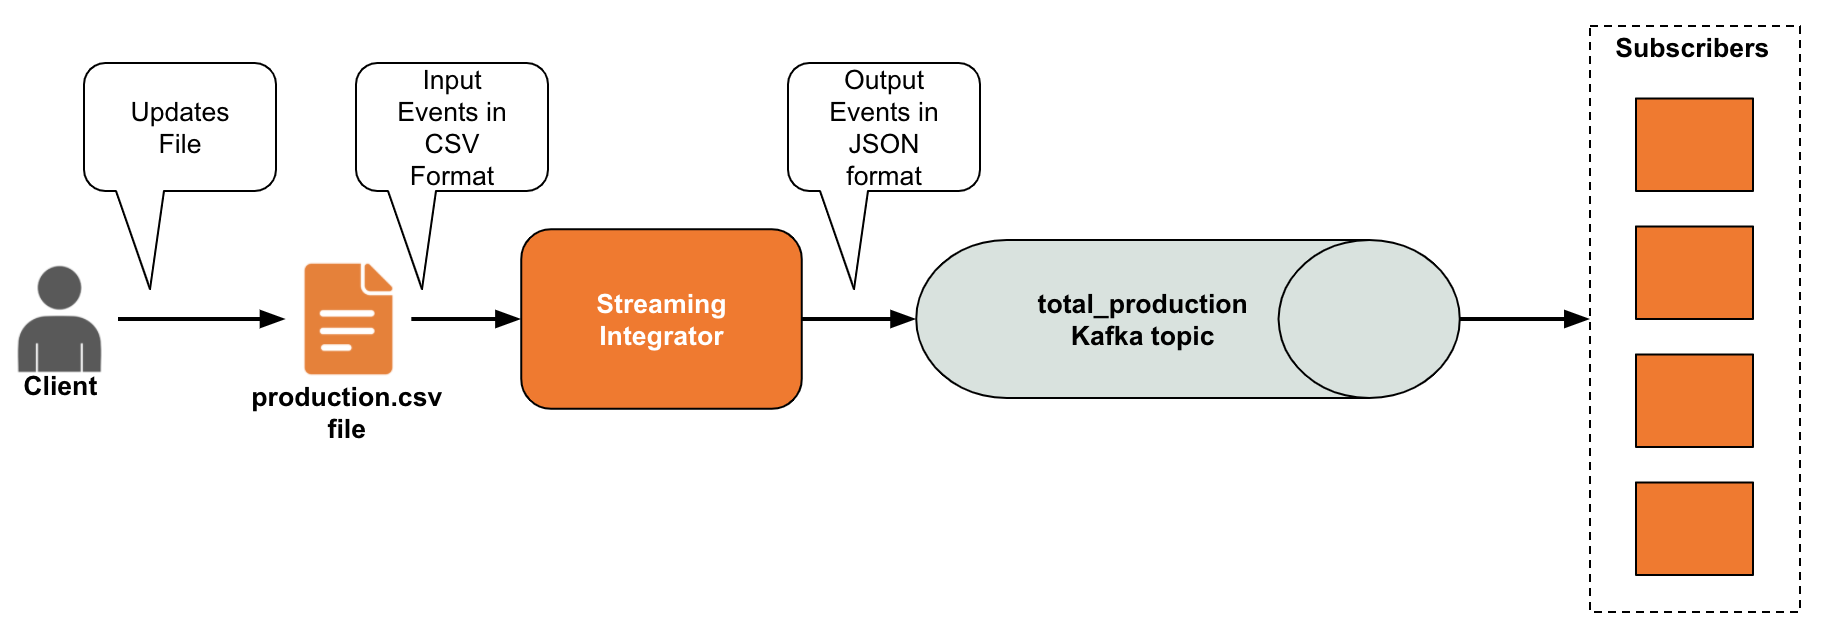 Updates
File
Input
Events in
CSV
Format
Output
Events in
JSON
format
Subscribers
Client
production.csv
file
Streaming
Integrator
total_production
Kafka topic